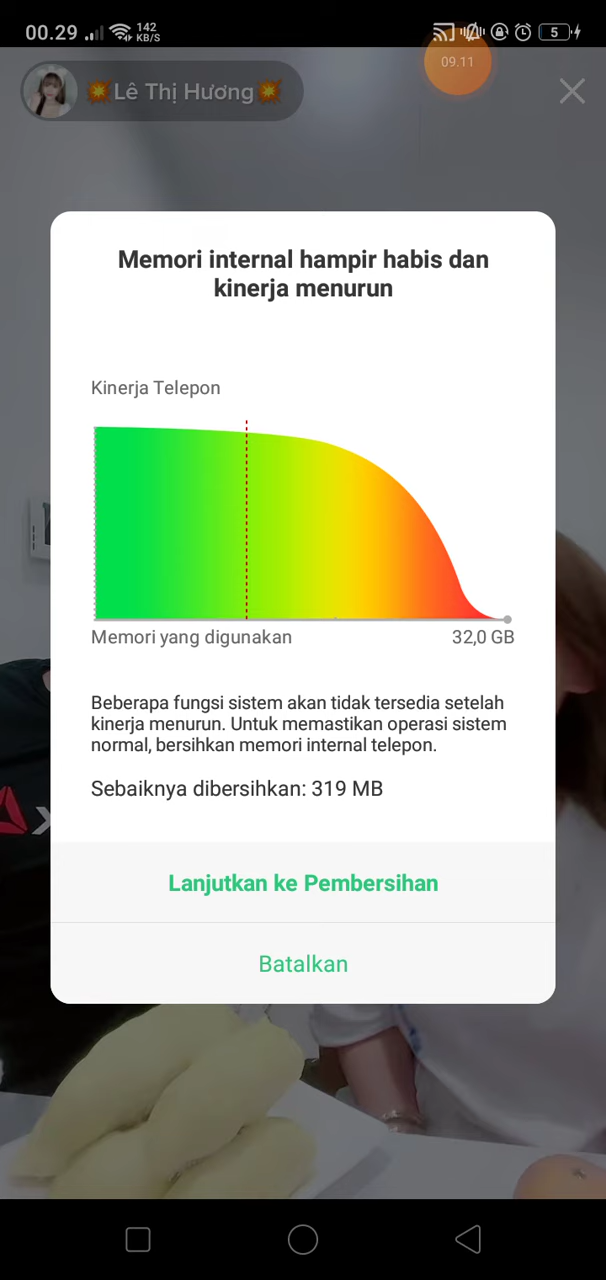 00.29 142 KB/S 5
09.11
💥Lê Thị Hương💥
Memori internal hampir habis dan
kinerja menurun
Kinerja Telepon
Memori yang digunakan 32,0 GB
Beberapa fungsi sistem akan tidak tersedia setelah
kinerja menurun. Untuk memastikan operasi sistem
normal, bersihkan memori internal telepon.
Sebaiknya dibersihkan: 319 MB
Lanjutkan ke Pembersihan
Batalkan